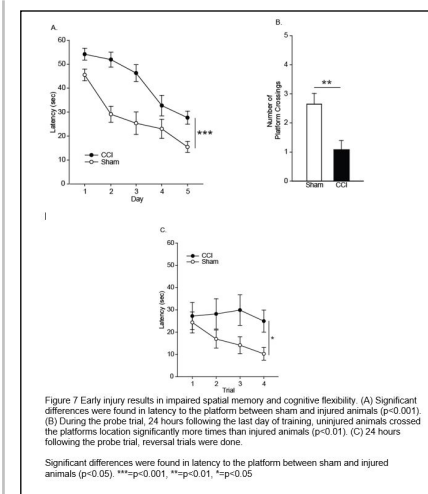 A.
60
50
40
30
20
10
0
Latency (sec)
CCI
Sham
***
1 2 3 4 5
Day
B.
5
4
3
2
1
0
Number of
Platform Crossings
**
Sham CCI
C.
60
50
40
30
20
10
0
Latency (sec)
CCI
Sham
*
1 2 3 4
Trial
Figure 7 Early injury results in impaired spatial memory and cognitive flexibility. (A) Significant
differences were found in latency to the platform between sham and injured animals (p<0.001).
(B) During the probe trial, 24 hours following the last day of training, uninjured animals crossed
the platforms location significantly more times than injured animals (p<0.01). (C) 24 hours
following the probe trial, reversal trials were done.
Significant differences were found in latency to the platform between sham and injured
animals (p<0.05). ***=p<0.001, **=p<0.01, *=p<0.05